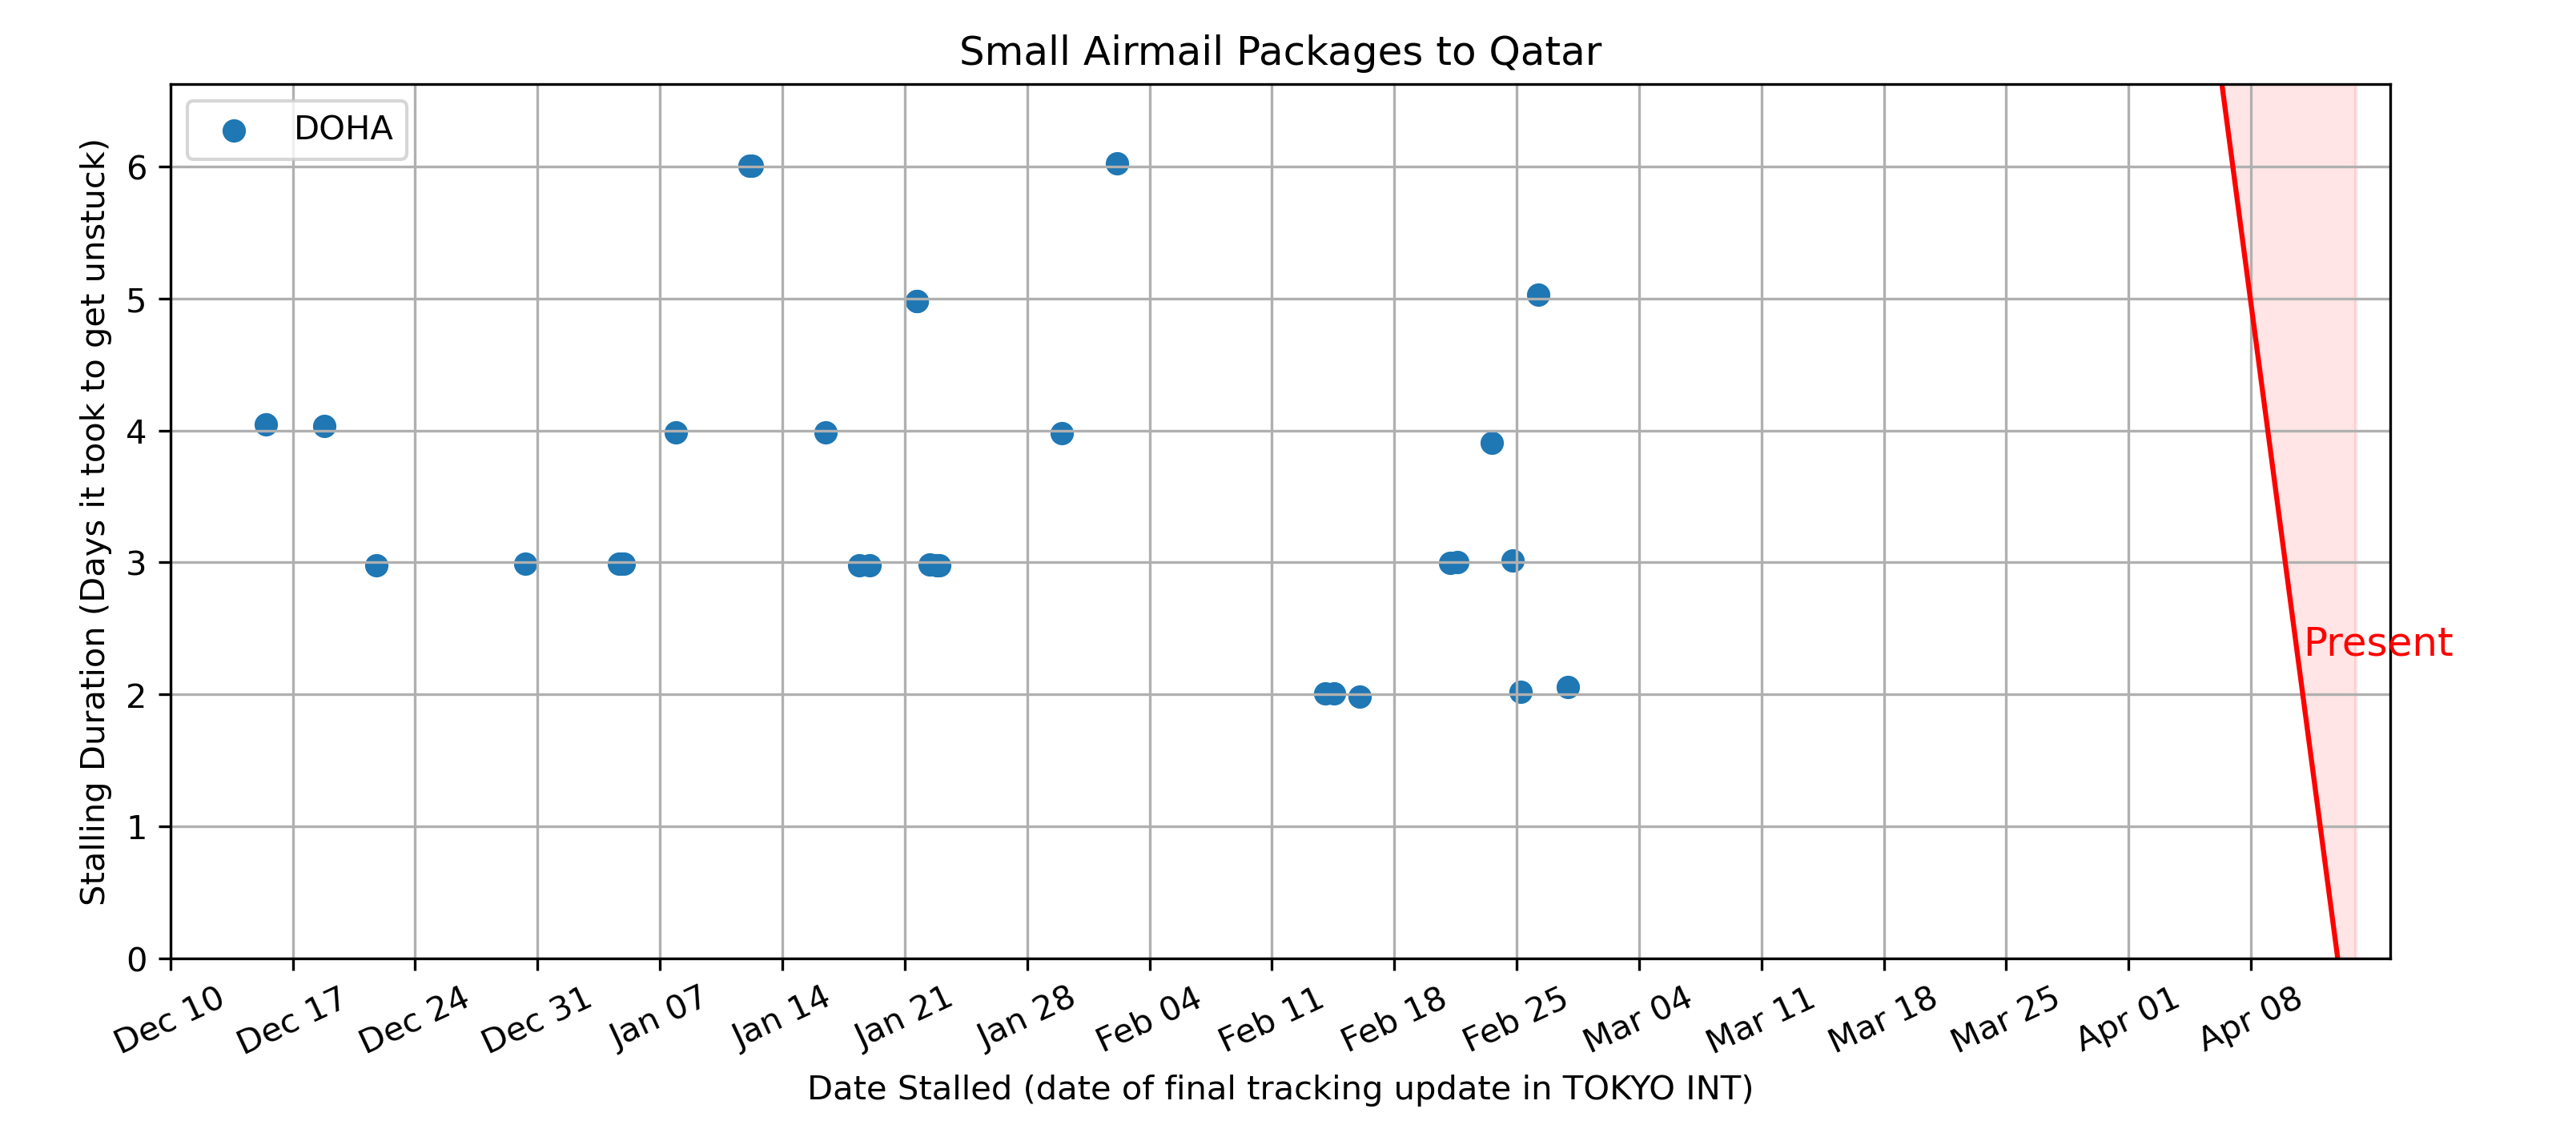 Small Airmail Packages to Qatar
DOHA
Stalling Duration (Days it took to get unstuck)
6
5
4
3
2
1
0
Present
Dec 10
Dec 17
Dec 24
Dec 31
Jan 07
Jan 14
Jan 21
Jan 28
Feb 04
Feb 11
Feb 18
Feb 25
Mar 04
Mar 11
Mar 18
Mar 25
Apr 01
Apr 08
Date Stalled (date of final tracking update in TOKYO INT)